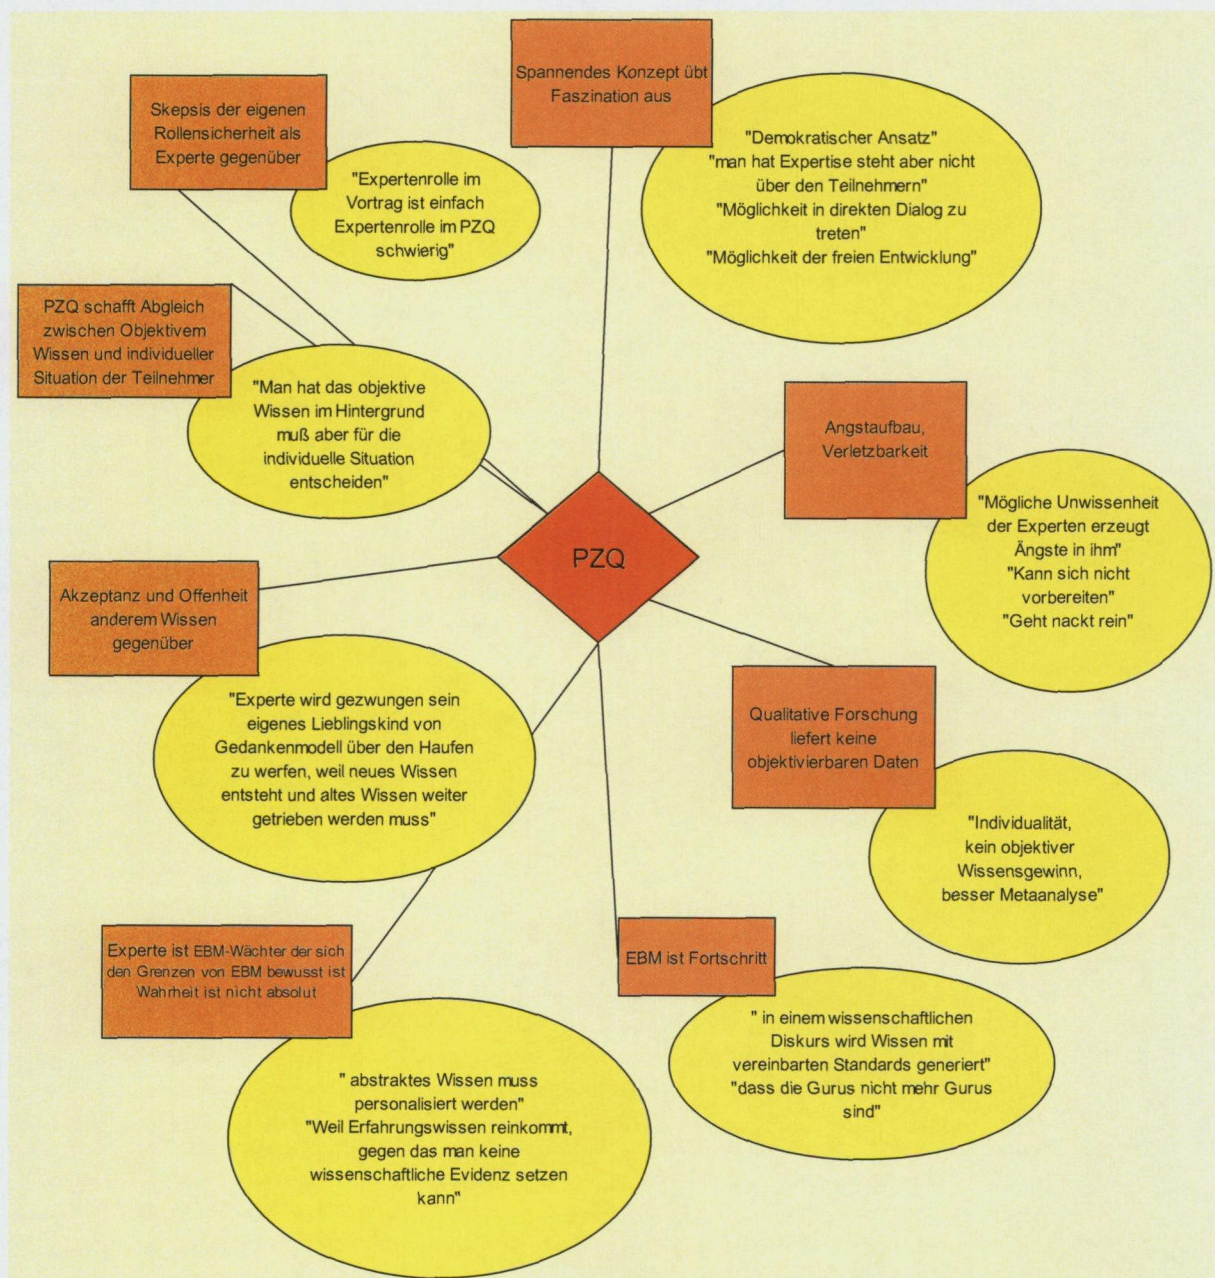 Spannendes Konzept übt
Faszination aus
"Demokratischer Ansatz"
"man hat Expertise steht aber nicht
über den Teilnehmern"
"Möglichkeit in direkten Dialog zu
treten"
"Möglichkeit der freien Entwicklung"
Skepsis der eigenen
Rollensicherheit als
Experte gegenüber
"Expertenrolle im
Vortrag ist einfach
Expertenrolle im PZQ
schwierig"
PZQ schafft Abgleich
zwischen Objektivem
Wissen und individueller
Situation der Teilnehmer
"Man hat das objektive
Wissen im Hintergrund
muß aber für die
individuelle Situation
entscheiden"
Angstaufbau,
Verletzbarkeit
"Mögliche Unwissenheit
der Experten erzeugt
Ängste in ihm"
"Kann sich nicht
vorbereiten"
"Geht nackt rein"
PZQ
Akzeptanz und Offenheit
anderem Wissen
gegenüber
"Experte wird gezwungen sein
eigenes Lieblingskind von
Gedankenmodell über den Haufen
zu werfen, weil neues Wissen
entsteht und altes Wissen weiter
getrieben werden muss"
Qualitative Forschung
liefert keine
objektivierbaren Daten
"Individualität,
kein objektiver
Wissensgewinn,
besser Metaanalyse"
Experte ist EBM-Wächter der sich
den Grenzen von EBM bewusst ist
Wahrheit ist nicht absolut
" abstraktes Wissen muss
personalisiert werden"
"Weil Erfahrungswissen reinkommt,
gegen das man keine
wissenschaftliche Evidenz setzen
kann"
EBM ist Fortschritt
" in einem wissenschaftlichen
Diskurs wird Wissen mit
vereinbarten Standards generiert"
"dass die Gurus nicht mehr Gurus
sind"